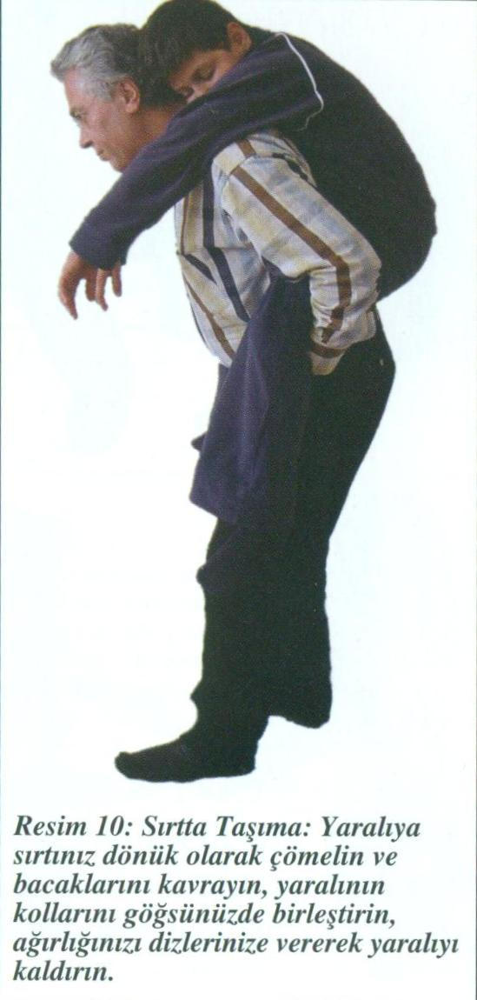 Resim 10: Sırtta Taşıma: Yaralıya
sırtınız dönük olarak çömelin ve
bacaklarını kavrayın, yaralının
kollarını göğsünüzde birleştirin,
ağırlığınızı dizlerinize vererek yaralıyı
kaldırın.